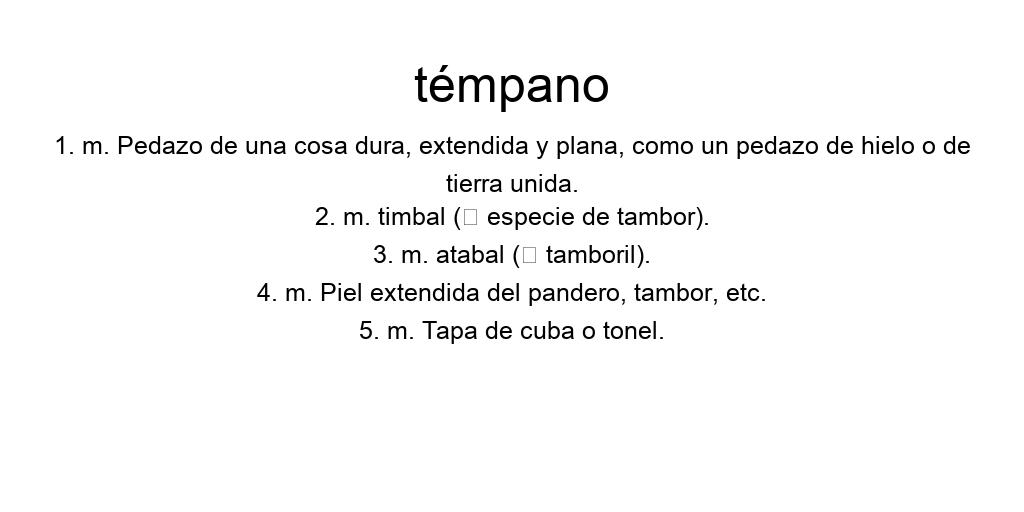 témpano
1. m. Pedazo de una cosa dura, extendida y plana, como un pedazo de hielo o de
tierra unida.
2. m. timbal (□ especie de tambor).
3. m. atabal (□ tamboril).
4. m. Piel extendida del pandero, tambor, etc.
5. m. Tapa de cuba o tonel.